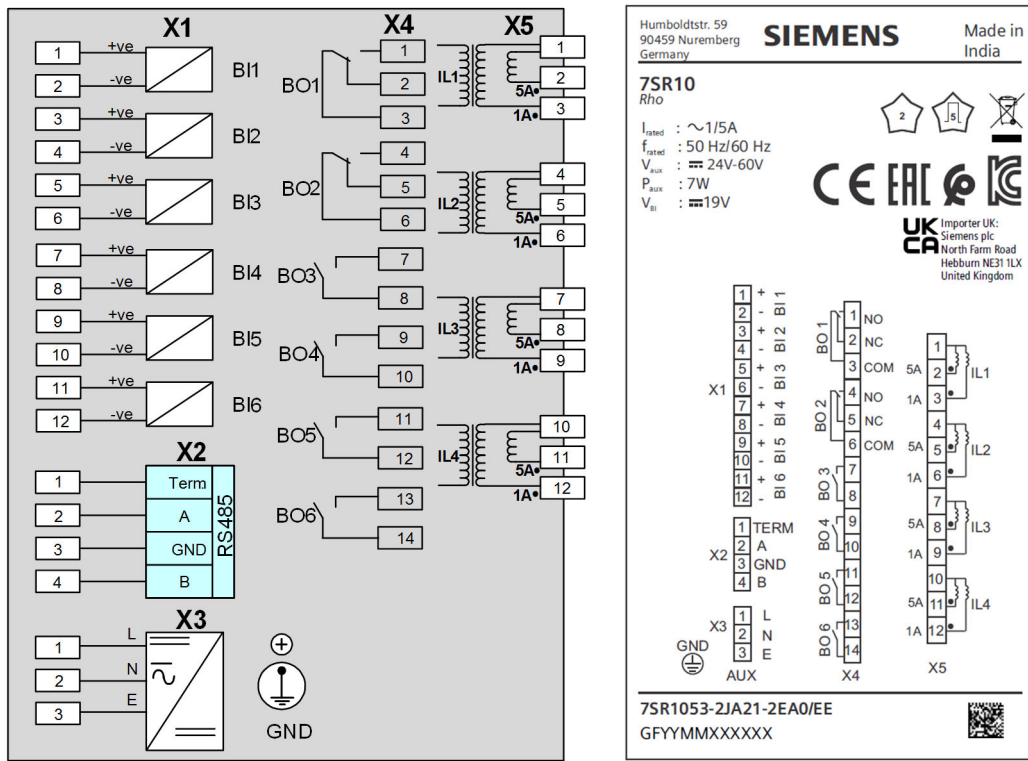 X1
1 +ve
2 -ve
BI1
3 +ve
4 -ve
BI2
5 +ve
6 -ve
BI3
7 +ve
8 -ve
BI4
9 +ve
10 -ve
BI5
11 +ve
12 -ve
BI6
X2
1 Term
2 A
3 GND
4 B
RS485
X3
1 L
2 N
3 E
GND
X4
BO1
1
2
3
BO2
4
5
6
BO3
7
8
BO4
9
10
BO5
11
12
BO6
13
14
X5
IL1
1
2
5A
1A 3
IL2
4
5
5A
1A 6
IL3
7
8
5A
1A 9
IL4
10
11
5A
1A 12
Humboldtstr. 59
90459 Nuremberg
Germany
SIEMENS
Made in
India
7SR10
Rho
Irated : ~1/5A
frated : 50 Hz/60 Hz
Vaux : 24V-60V
Paux : 7W
VBI : 19V
2
5
CE EAC
UK
CA
Importer UK:
Siemens plc
North Farm Road
Hebburn NE31 1LX
United Kingdom
X1
1 + BI 1
2 -
3 + BI 2
4 -
5 + BI 3
6 -
7 + BI 4
8 -
9 + BI 5
10 -
11 + BI 6
12 -
X2
1 TERM
2 A
3 GND
4 B
X3
1 L
2 N
3 E
GND
AUX
BO 1
1 NO
2 NC
3 COM
BO 2
4 NO
5 NC
6 COM
BO 3
7
8
BO 4
9
10
BO 5
11
12
BO 6
13
14
X4
1
5A 2 IL1
1A 3
4
5A 5 IL2
1A 6
7
5A 8 IL3
1A 9
10
5A 11 IL4
1A 12
X5
7SR1053-2JA21-2EA0/EE
GFYYMMXXXXXX